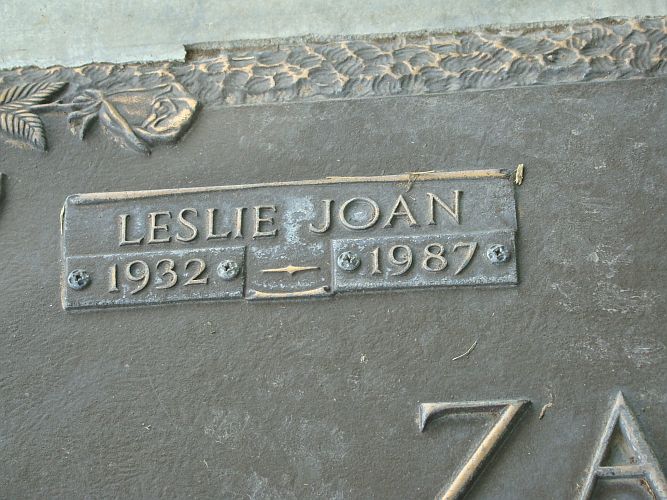 LESLIE JOAN
1932 - 1987
ZA